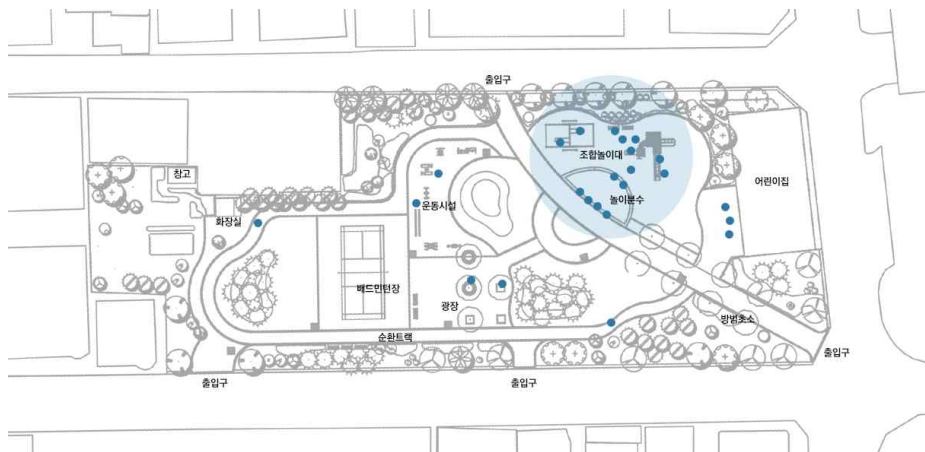 출입구
조합놀이대
창고
어린이집
놀이분수
운동시설
화장실
배드민턴장
광장
방범초소
순환트랙
출입구
출입구
출입구